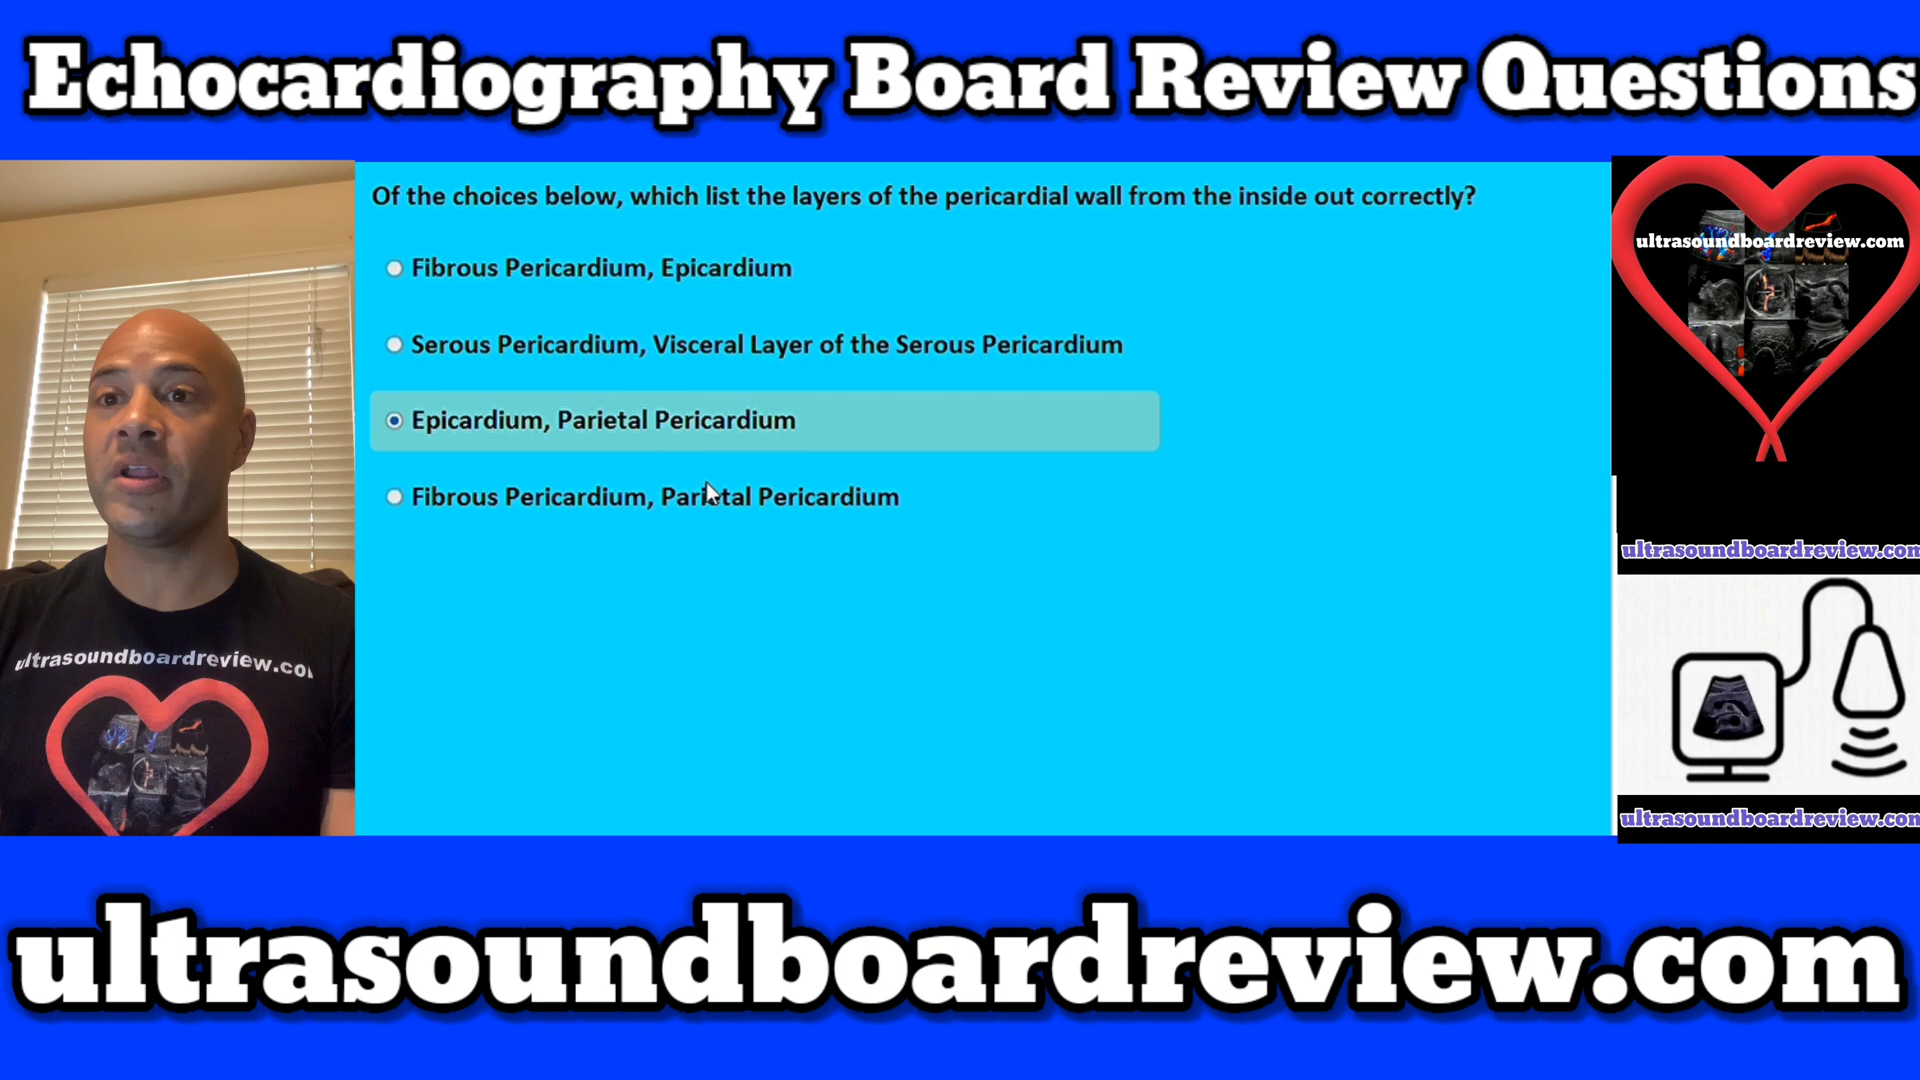 Echocardiography Board Review Questions
Of the choices below, which list the layers of the pericardial wall from the inside out correctly?
Fibrous Pericardium, Epicardium
Serous Pericardium, Visceral Layer of the Serous Pericardium
Epicardium, Parietal Pericardium
Fibrous Pericardium, Parietal Pericardium
ultrasoundboardreview.com
ultrasoundboardreview.com
ultrasoundboardreview.com
ultrasoundboardreview.co
ultrasoundboardreview.com